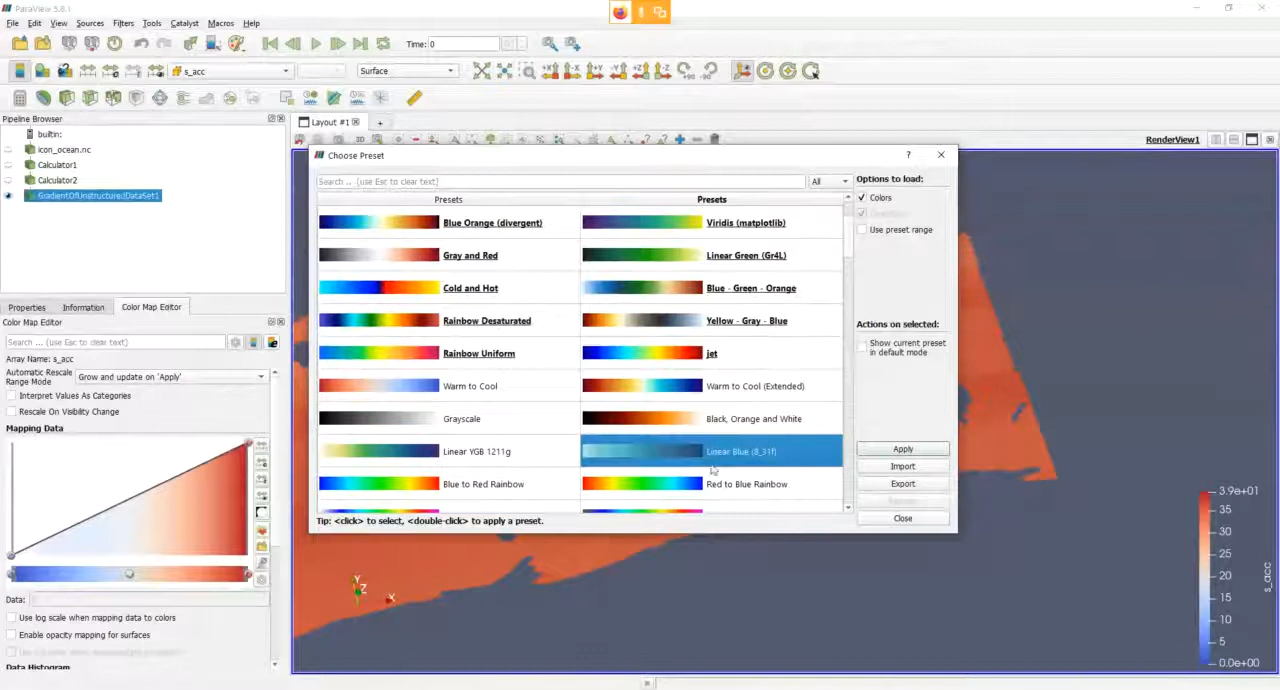 ParaView 5.8.1
File Edit View Sources Filters Tools Catalyst Macros Help
Time: 0
s_acc
Surface
+X -X +Y -Y +Z -Z +90 -90
Pipeline Browser
builtin:
icon_ocean.nc
Calculator1
Calculator2
GradientOfUnstructuredDataSet1
Properties Information Color Map Editor
Color Map Editor
Search ... (use Esc to clear text)
Array Name: s_acc
Automatic Rescale Range Mode
Grow and update on 'Apply'
Interpret Values As Categories
Rescale On Visibility Change
Mapping Data
Data:
Use log scale when mapping data to colors
Enable opacity mapping for surfaces
Data Histogram
Layout #1
+
3D
RenderView1
Choose Preset
?
Search ... (use Esc to clear text)
All
Presets Presets
Blue Orange (divergent) Viridis (matplotlib)
Gray and Red Linear Green (Gr4L)
Cold and Hot Blue - Green - Orange
Rainbow Desaturated Yellow - Gray - Blue
Rainbow Uniform jet
Warm to Cool Warm to Cool (Extended)
Grayscale Black, Orange and White
Linear YGB 1211g Linear Blue (8_31f)
Blue to Red Rainbow Red to Blue Rainbow
Tip: <click> to select, <double-click> to apply a preset.
Options to load:
Colors
Use preset range
Actions on selected:
Show current preset
in default mode
Apply
Import
Export
Close
3.9e+01
35
30
25
20
15
10
5
0.0e+00
s_acc
Y
Z
X